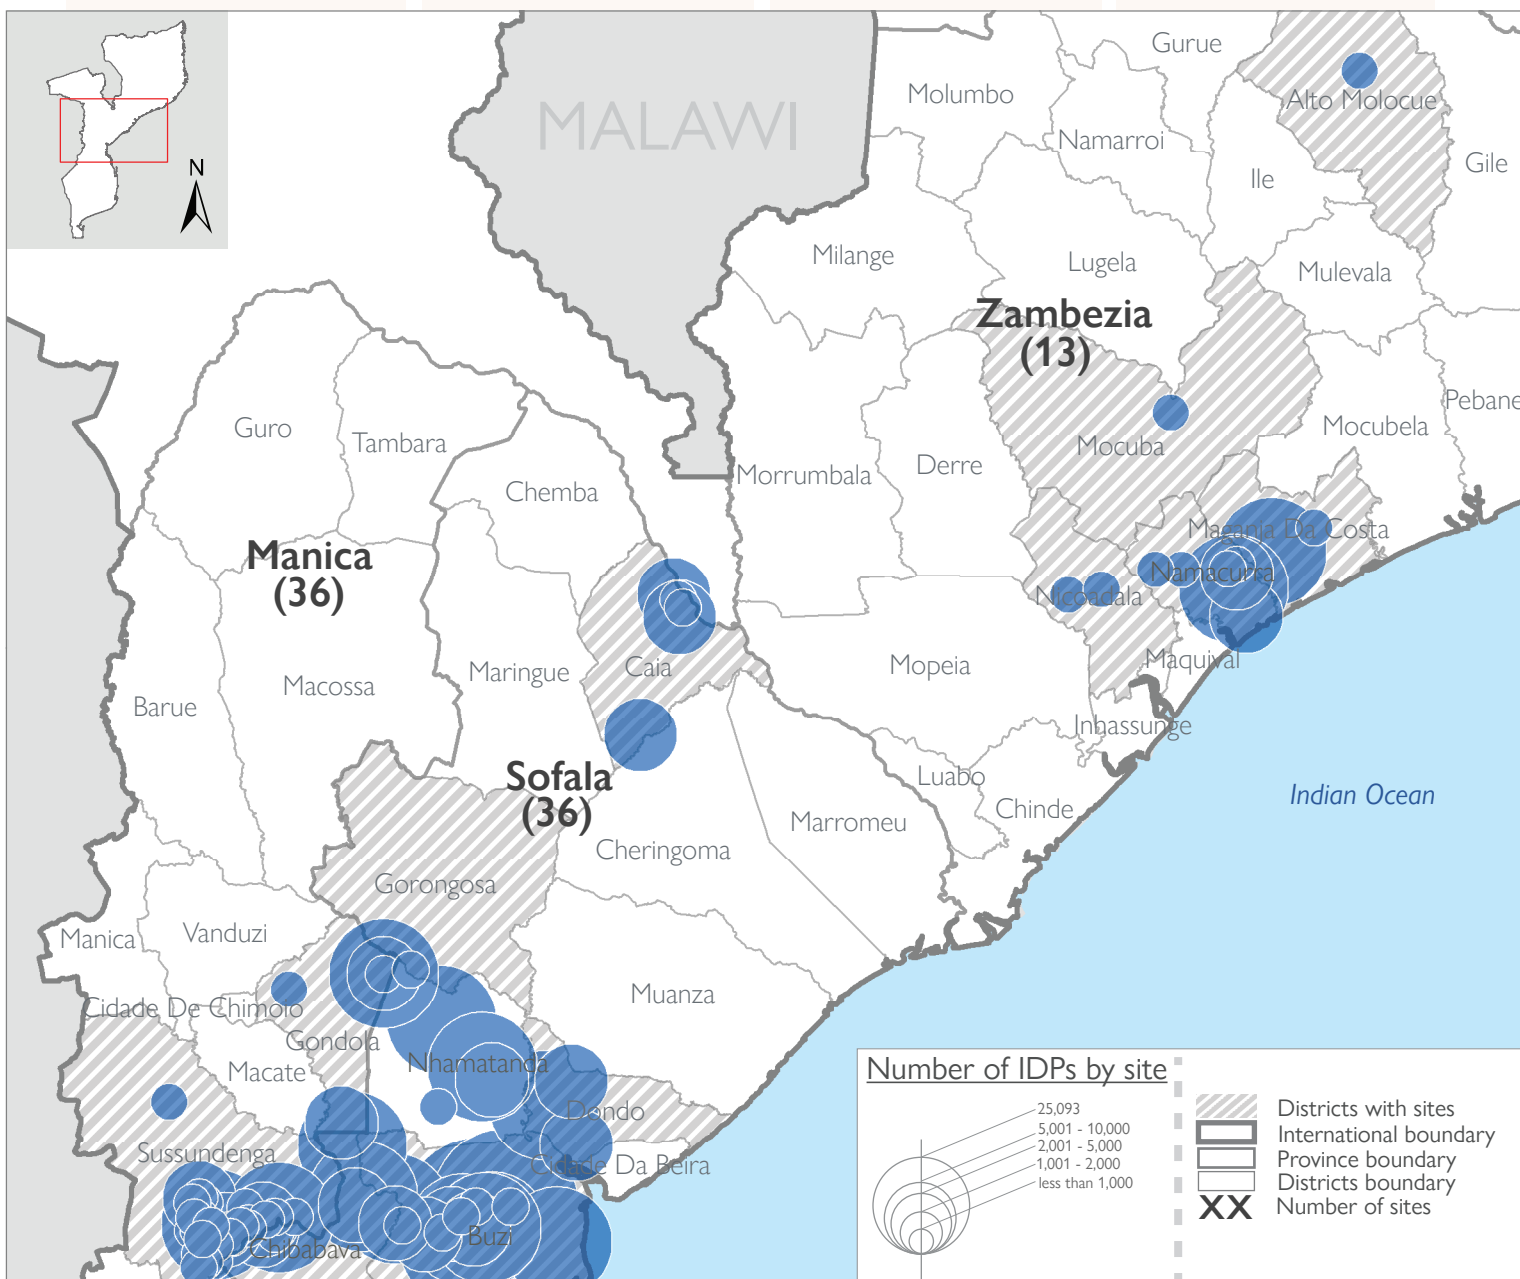 N
MALAWI
Gurue
Molumbo
Alto Molocue
Namarroi
Gile
Ile
Milange
Lugela
Mulevala
Zambezia
(13)
Pebane
Guro
Tambara
Mocuba
Mocubela
Morrumbala
Derre
Chemba
Maganja Da Costa
Manica
(36)
Namacurra
Nicoadala
Maquival
Mopeia
Maringue
Caia
Macossa
Barue
Inhassunge
Sofala
(36)
Luabo
Chinde
Indian Ocean
Marromeu
Cheringoma
Gorongosa
Manica
Vanduzi
Muanza
Cidade De Chimoio
Gondola
Macate
Nhamatanda
Dondo
Sussundenga
Cidade Da Beira
Chibabava
Buzi
Number of IDPs by site
25,093
5,001 - 10,000
2,001 - 5,000
1,001 - 2,000
less than 1,000
Districts with sites
International boundary
Province boundary
Districts boundary
XX Number of sites